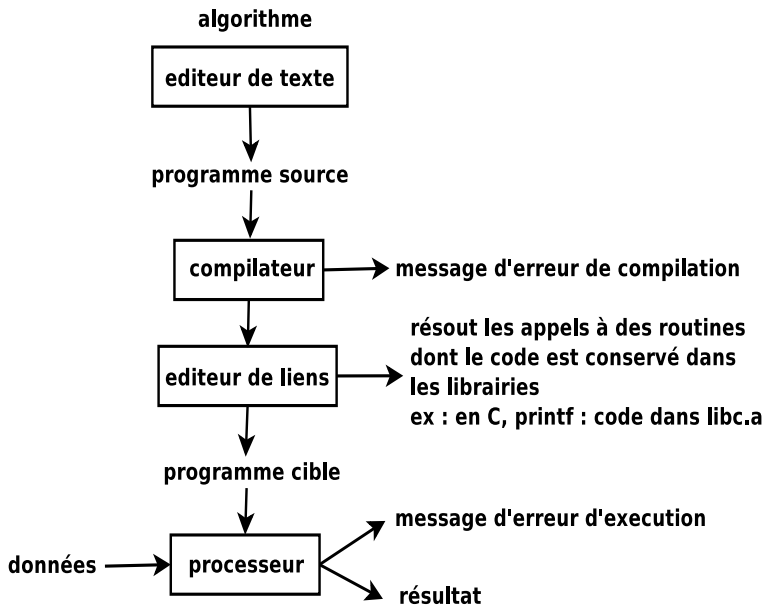 algorithme
editeur de texte
programme source
compilateur
message d'erreur de compilation
résout les appels à des routines
dont le code est conservé dans
les librairies
ex : en C, printf : code dans libc.a
editeur de liens
programme cible
message d'erreur d'execution
données
processeur
résultat